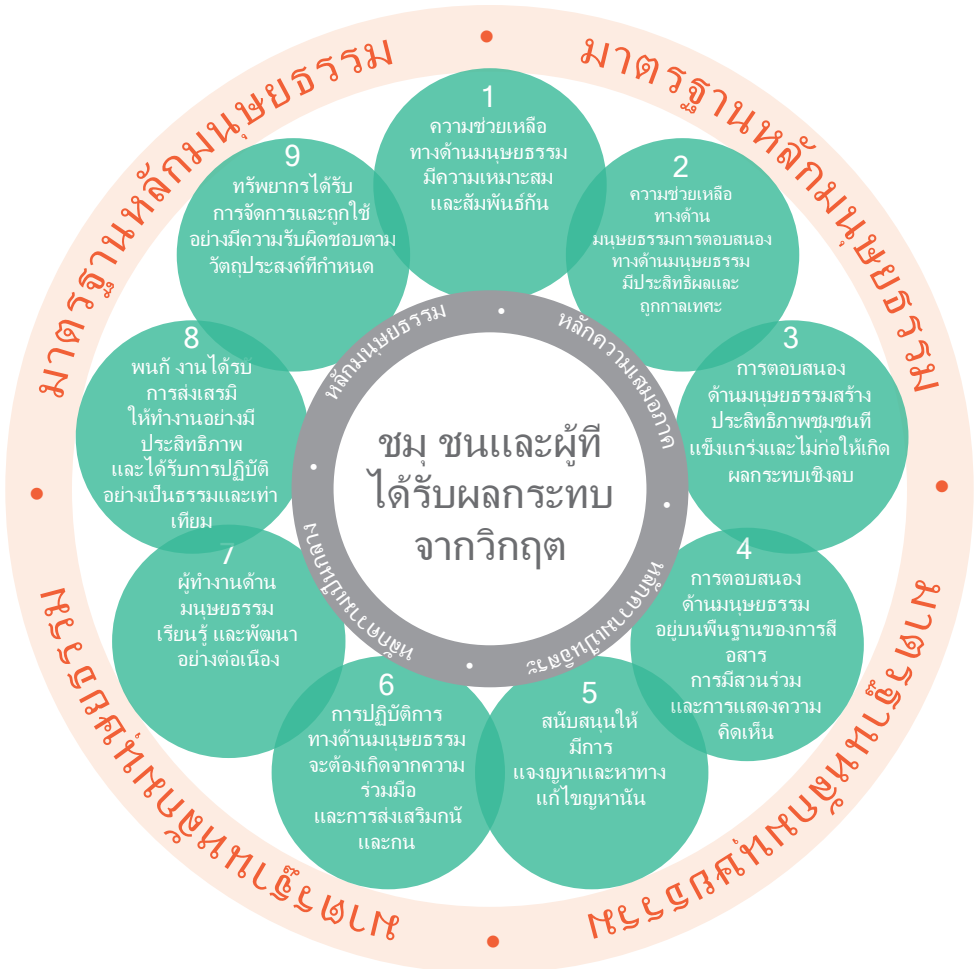 มาตรฐานหลักมนุษยธรรม
•
มาตรฐานหลักมนุษยธรรม
•
มาตรฐานหลักมนุษยธรรม
•
มาตรฐานหลักมนุษยธรรม
•
1
ความช่วยเหลือ
ทางด้านมนุษยธรรม
มีความเหมาะสม
และสัมพันธ์กัน
2
ความช่วยเหลือ
ทางด้าน
มนุษยธรรมการตอบสนอง
ทางด้านมนุษยธรรม
มีประสิทธิผลและ
ถูกกาลเทศะ
3
การตอบสนอง
ด้านมนุษยธรรมสร้าง
ประสิทธิภาพชุมชนที
แข็งแกร่งและไม่ก่อให้เกิด
ผลกระทบเชิงลบ
4
การตอบสนอง
ด้านมนุษยธรรม
อยู่บนพืนฐานของการสื
อสาร
การมีสวนร่วม
และการแสดงความ
คิดเห็น
5
สนับสนุนให้
มีการ
แจงญหาและหาทาง
แก้ไขญหานัน
6
การปฏิบัติการ
ทางด้านมนุษยธรรม
จะต้องเกิดจากความ
ร่วมมือ
และการส่งเสริมกนั
และกน
7
ผู้ทำงานด้าน
มนุษยธรรม
เรียนรู้ และพัฒนา
อย่างต่อเนือง
8
พนกั งานได้รบั
การส่งเสรมิ
ให้ทำงานอย่างมี
ประสิทธิภาพ
และได้รับการปฏิบัติ
อย่างเป็นธรรมและเท่า
เทียม
9
ทรัพยากรได้รับ
การจัดการและถูกใช้
อย่างมีความรับผิดชอบตาม
วัตถุประสงค์ทีกำหนด
หลักมนุษยธรรม
•
หลักความเสมอภาค
•
หลักความเป็นอิสระ
•
หลักความเป็นกลาง
•
ชมุ ชนและผู้ที
ได้รับผลกระทบ
จากวิกฤต